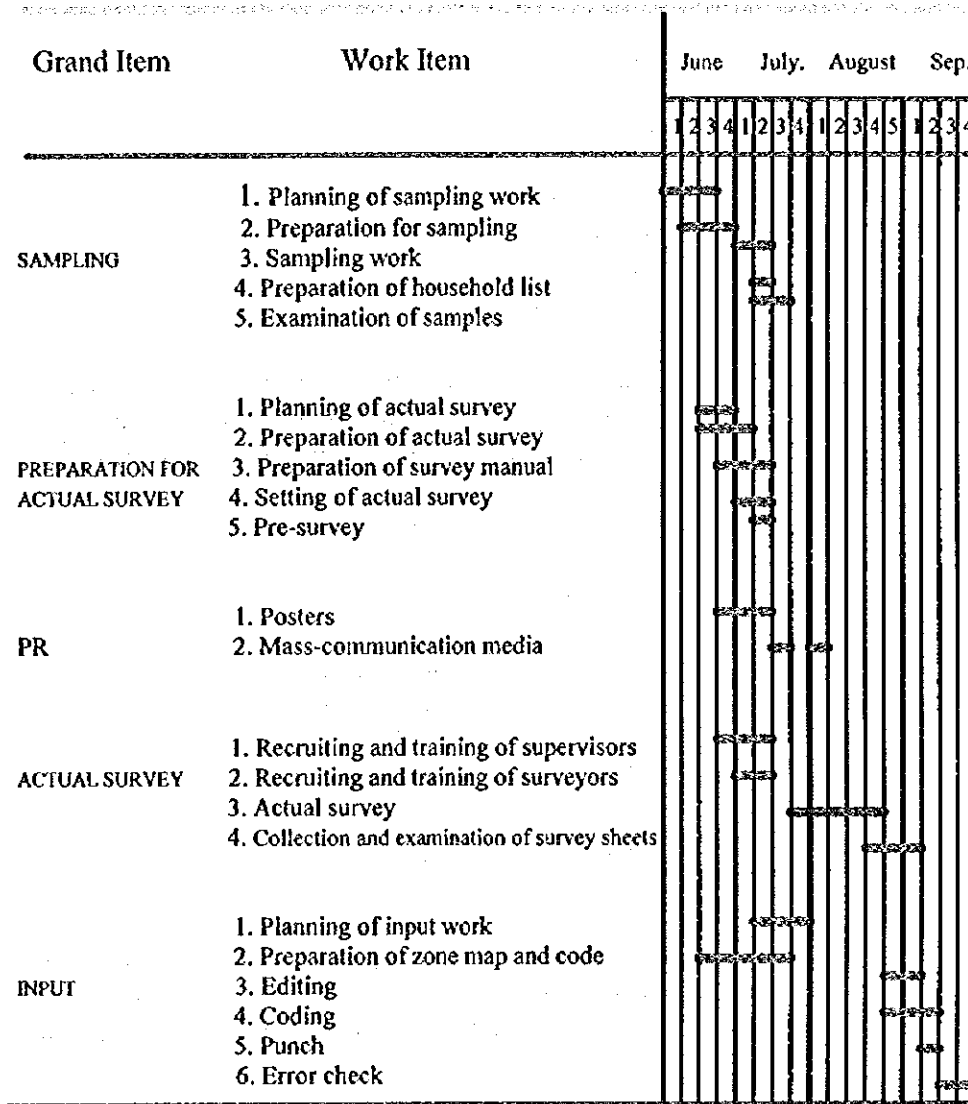 Grand Item Work Item June July. August Sep.
1 2 3 4 1 2 3 4 1 2 3 4 5 1 2 3 4
1. Planning of sampling work
2. Preparation for sampling
SAMPLING 3. Sampling work
4. Preparation of household list
5. Examination of samples
1. Planning of actual survey
2. Preparation of actual survey
PREPARATION FOR 3. Preparation of survey manual
ACTUAL SURVEY 4. Setting of actual survey
5. Pre-survey
1. Posters
PR 2. Mass-communication media
1. Recruiting and training of supervisors
ACTUAL SURVEY 2. Recruiting and training of surveyors
3. Actual survey
4. Collection and examination of survey sheets
1. Planning of input work
2. Preparation of zone map and code
INPUT 3. Editing
4. Coding
5. Punch
6. Error check